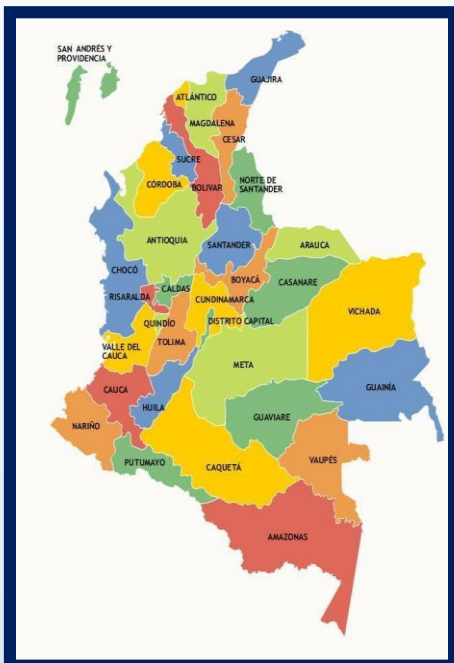 SAN ANDRÉS Y
PROVIDENCIA
GUAJIRA
ATLÁNTICO
MAGDALENA
CESAR
SUCRE
NORTE DE
SANTANDER
CÓRDOBA
BOLIVAR
ANTIOQUIA
SANTANDER
ARAUCA
CHOCÓ
BOYACÁ
CASANARE
RISARALDA
CALDAS
CUNDINAMARCA
VICHADA
QUINDÍO
DISTRITO CAPITAL
VALLE DEL
CAUCA
TOLIMA
META
CAUCA
GUAINÍA
HUILA
GUAVIARE
NARIÑO
PUTUMAYO
CAQUETÁ
VAUPÉS
AMAZONAS